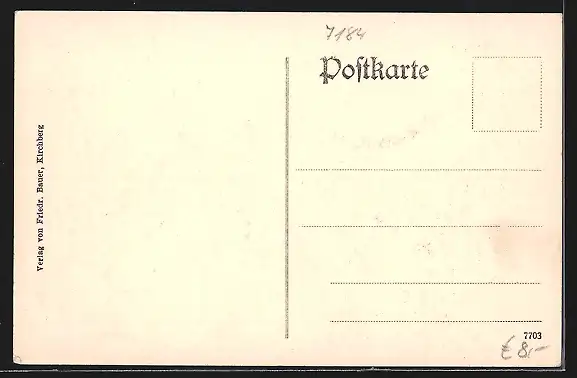 7184
Poſtkarte
Verlag von Friedr. Bauer, Kirchberg
7703
€ 8,-